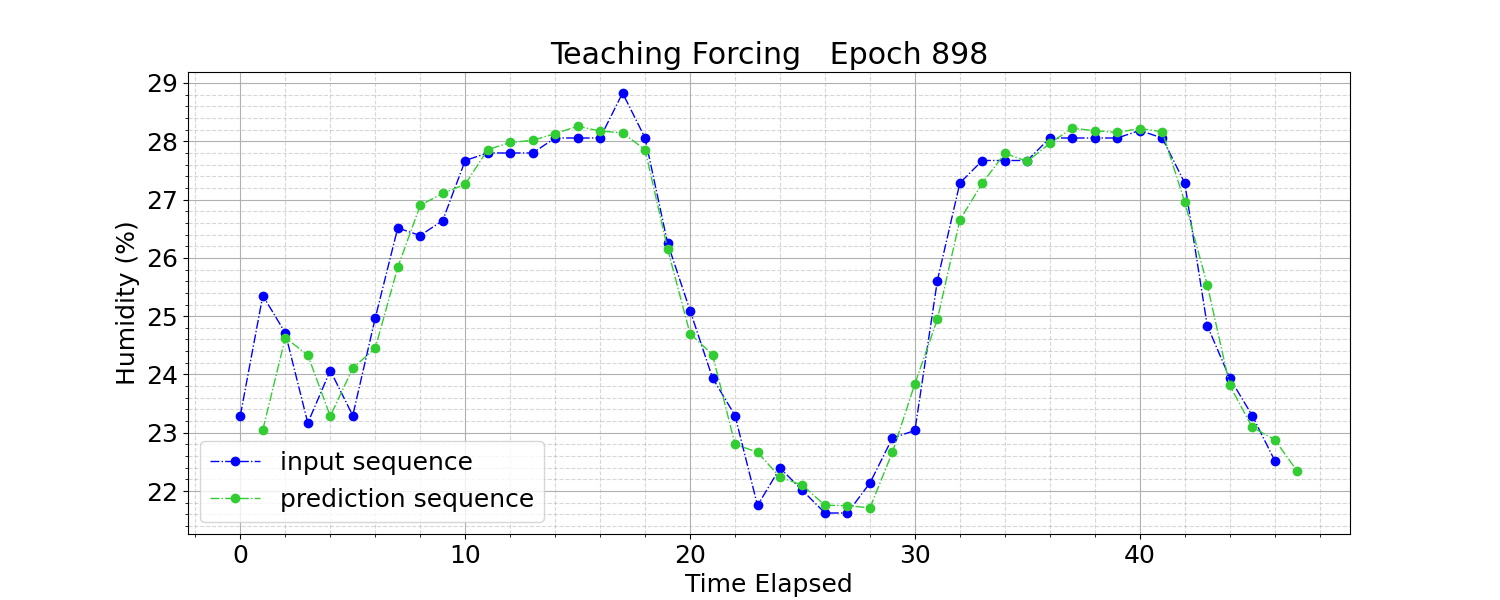 Teaching Forcing   Epoch 898
29
28
27
26
25
24
23
22
Humidity (%)
input sequence
prediction sequence
0 10 20 30 40
Time Elapsed